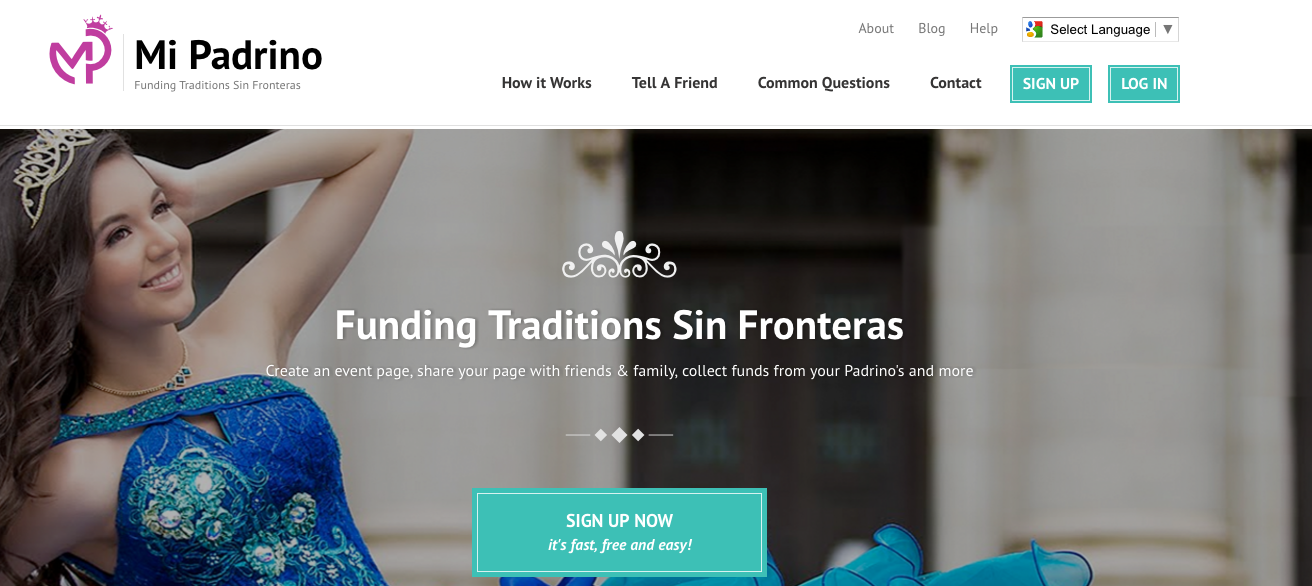 About Blog Help Select Language ▼
Mi Padrino
Funding Traditions Sin Fronteras
How it Works Tell A Friend Common Questions Contact SIGN UP LOG IN
Funding Traditions Sin Fronteras
Create an event page, share your page with friends & family, collect funds from your Padrino's and more
SIGN UP NOW
it's fast, free and easy!